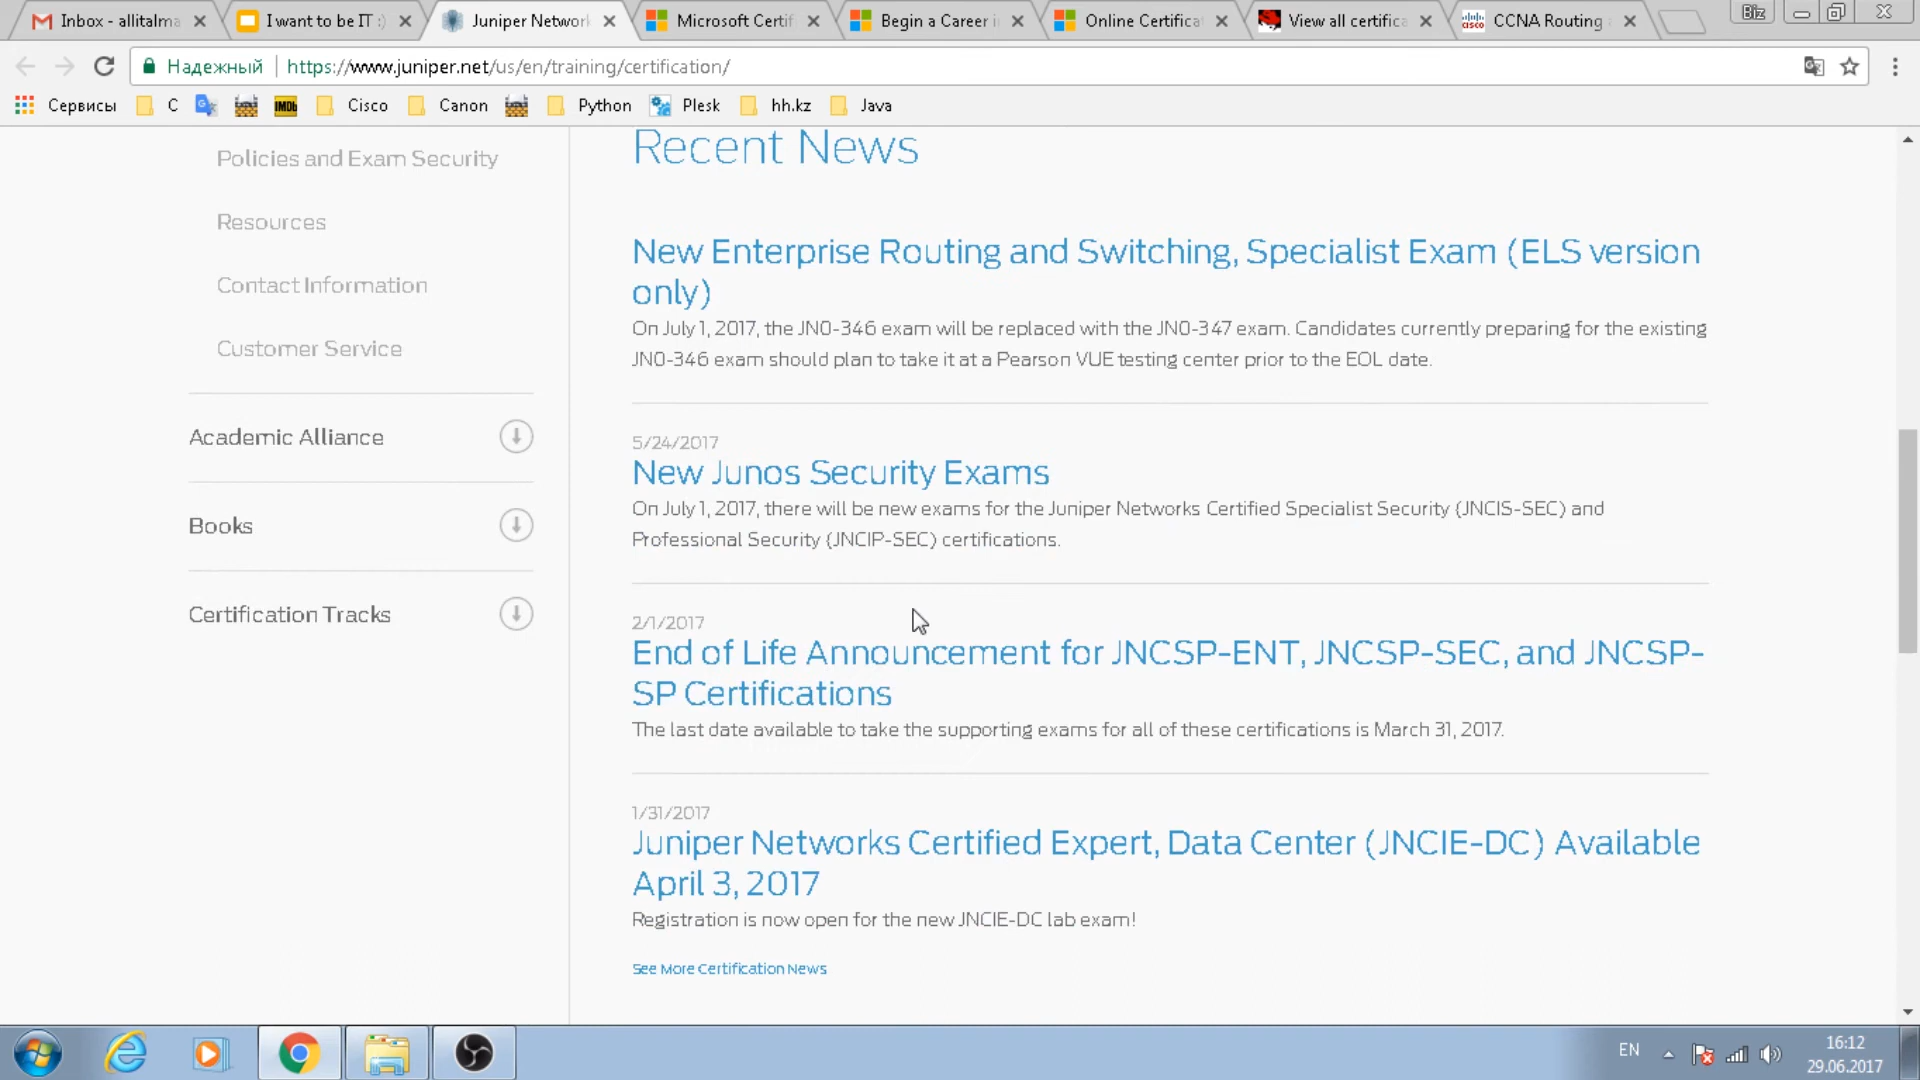 Inbox - allitalma
I want to be IT :)
Juniper Network
Microsoft Certif
Begin a Career i
Online Certifica
View all certifica
CCNA Routing
Biz
Надежный
https://www.juniper.net/us/en/training/certification/
Сервисы
C
IMDb
Cisco
Canon
Python
Plesk
hh.kz
Java
Policies and Exam Security
Resources
Contact Information
Customer Service
Academic Alliance
Books
Certification Tracks
Recent News
New Enterprise Routing and Switching, Specialist Exam (ELS version
only)
On July 1, 2017, the JN0-346 exam will be replaced with the JN0-347 exam. Candidates currently preparing for the existing
JN0-346 exam should plan to take it at a Pearson VUE testing center prior to the EOL date.
5/24/2017
New Junos Security Exams
On July 1, 2017, there will be new exams for the Juniper Networks Certified Specialist Security (JNCIS-SEC) and
Professional Security (JNCIP-SEC) certifications.
2/1/2017
End of Life Announcement for JNCSP-ENT, JNCSP-SEC, and JNCSP-
SP Certifications
The last date available to take the supporting exams for all of these certifications is March 31, 2017.
1/31/2017
Juniper Networks Certified Expert, Data Center (JNCIE-DC) Available
April 3, 2017
Registration is now open for the new JNCIE-DC lab exam!
See More Certification News
EN
16:12
29.06.2017